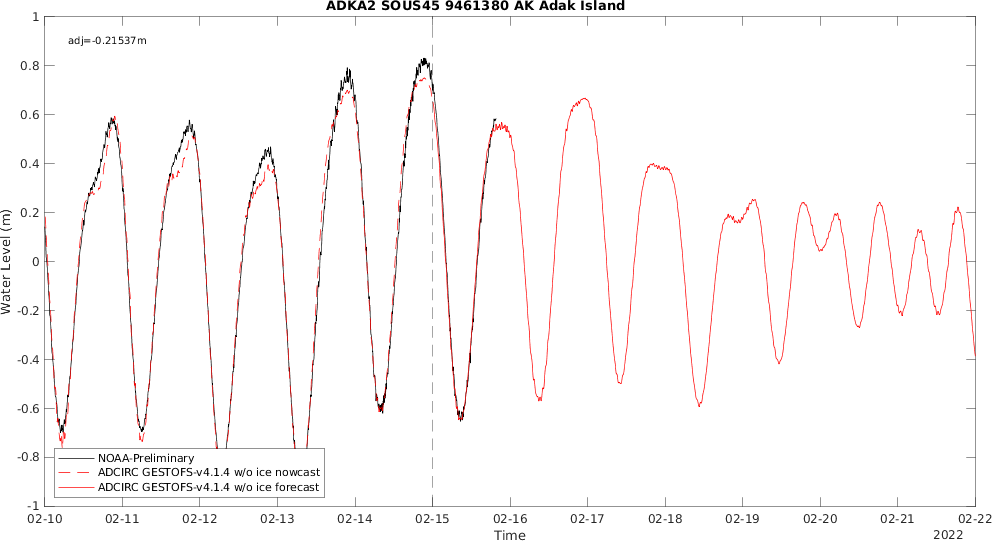 ADKA2 SOUS45 9461380 AK Adak Island
adj=-0.21537m
1
0.8
0.6
0.4
0.2
0
-0.2
-0.4
-0.6
-0.8
-1
Water Level (m)
NOAA-Preliminary
ADCIRC GESTOFS-v4.1.4 w/o ice nowcast
ADCIRC GESTOFS-v4.1.4 w/o ice forecast
02-10 02-11 02-12 02-13 02-14 02-15 02-16 02-17 02-18 02-19 02-20 02-21 02-22
Time
2022